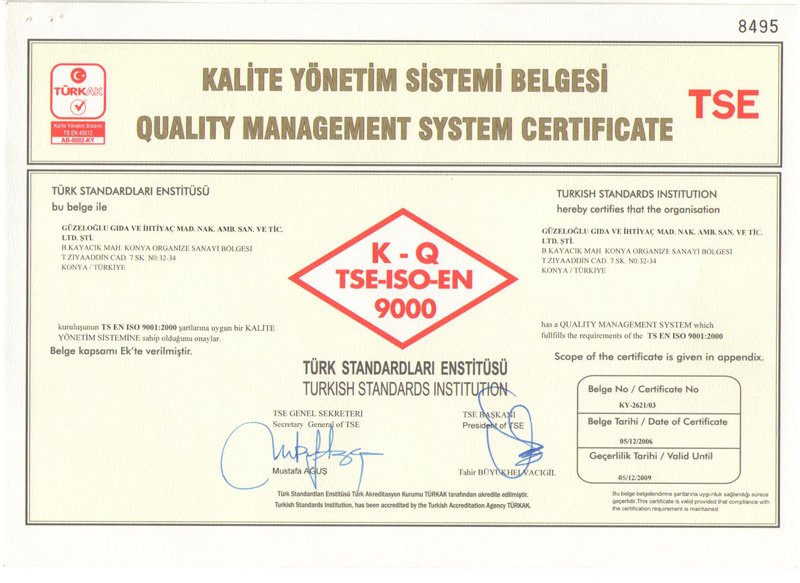 8495
TÜRKAK
Kalite Yönetim Sistemi
TS EN 45012
AB-0002-KY
KALİTE YÖNETİM SİSTEMİ BELGESİ
QUALITY MANAGEMENT SYSTEM CERTIFICATE
TSE
TÜRK STANDARDLARI ENSTİTÜSÜ
bu belge ile
GÜZELOĞLU GIDA VE İHTİYAÇ MAD. NAK. AMB. SAN. VE TİC.
LTD. ŞTİ.
B.KAYACIK MAH. KONYA ORGANIZE SANAYİ BÖLGESİ
T.ZİYAADDİN CAD. 7.SK. N0:32-34
KONYA / TÜRKİYE
kuruluşunun TS EN ISO 9001:2000 şartlarına uygun bir KALİTE
YÖNETİM SİSTEMİNE sahip olduğunu onaylar.
Belge kapsamı Ek'te verilmiştir.
K - Q
TSE-ISO-EN
9000
TURKISH STANDARDS INSTITUTION
hereby certifies that the organisation
GÜZELOĞLU GIDA VE İHTİYAÇ MAD. NAK. AMB. SAN. VE TİC.
LTD. ŞTİ.
B.KAYACIK MAH. KONYA ORGANIZE SANAYİ BÖLGESİ
T.ZİYAADDİN CAD. 7.SK. N0:32-34
KONYA / TÜRKİYE
has a QUALITY MANAGEMENT SYSTEM which
fullfills the requirements of the TS EN ISO 9001:2000
Scope of the certificate is given in appendix.
TÜRK STANDARDLARI ENSTİTÜSÜ
TURKISH STANDARDS INSTITUTION
TSE GENEL SEKRETERİ
Secretary General of TSE
Mustafa AĞUŞ
TSE BAŞKANI
President of TSE
Tahir BÜYÜKHELVACIGİL
Belge No / Certificate No
KY-2621/03
Belge Tarihi / Date of Certificate
05/12/2006
Geçerlilik Tarihi / Valid Until
05/12/2009
Türk Standardları Enstitüsü Türk Akreditasyon Kurumu TÜRKAK tarafından akredite edilmiştir.
Turkish Standards Institution, has been accredited by the Turkish Accreditation Agency TÜRKAK.
Bu belge belgelendirme şartlarına uygunluk sağlandığı sürece
geçerlidir.This certificate is valid provided that compliance with
the certification requirement is maintained.